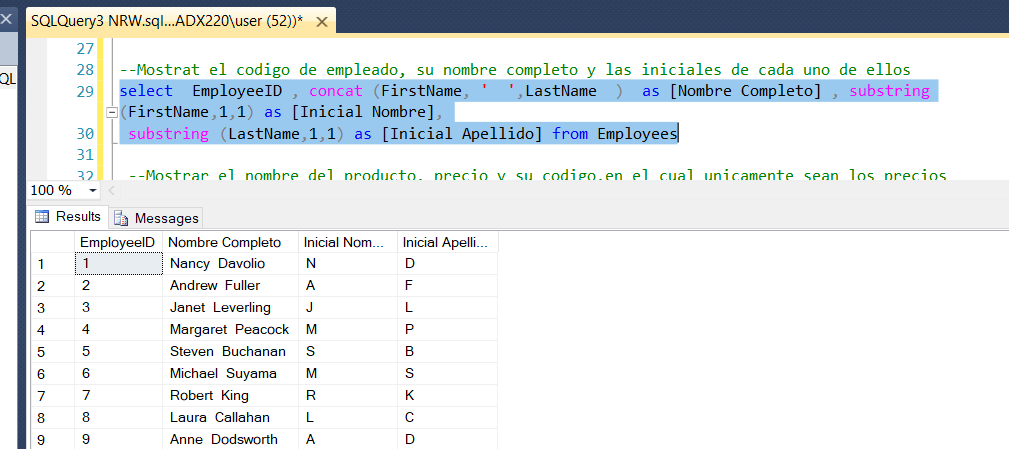 SQLQuery3 NRW.sql...ADX220\user (52))*
QL
27
28 --Mostrat el codigo de empleado, su nombre completo y las iniciales de cada uno de ellos
29 select  EmployeeID , concat (FirstName, '  ',LastName  )  as [Nombre Completo] , substring
(FirstName,1,1) as [Inicial Nombre],
30 substring (LastName,1,1) as [Inicial Apellido] from Employees
31
32 --Mostrar el nombre del producto, precio y su codigo,en el cual unicamente sean los precios
100 %
Results Messages
EmployeeID Nombre Completo Inicial Nom... Inicial Apelli...
1 1 Nancy  Davolio N D
2 2 Andrew  Fuller A F
3 3 Janet  Leverling J L
4 4 Margaret  Peacock M P
5 5 Steven  Buchanan S B
6 6 Michael  Suyama M S
7 7 Robert  King R K
8 8 Laura  Callahan L C
9 9 Anne  Dodsworth A D